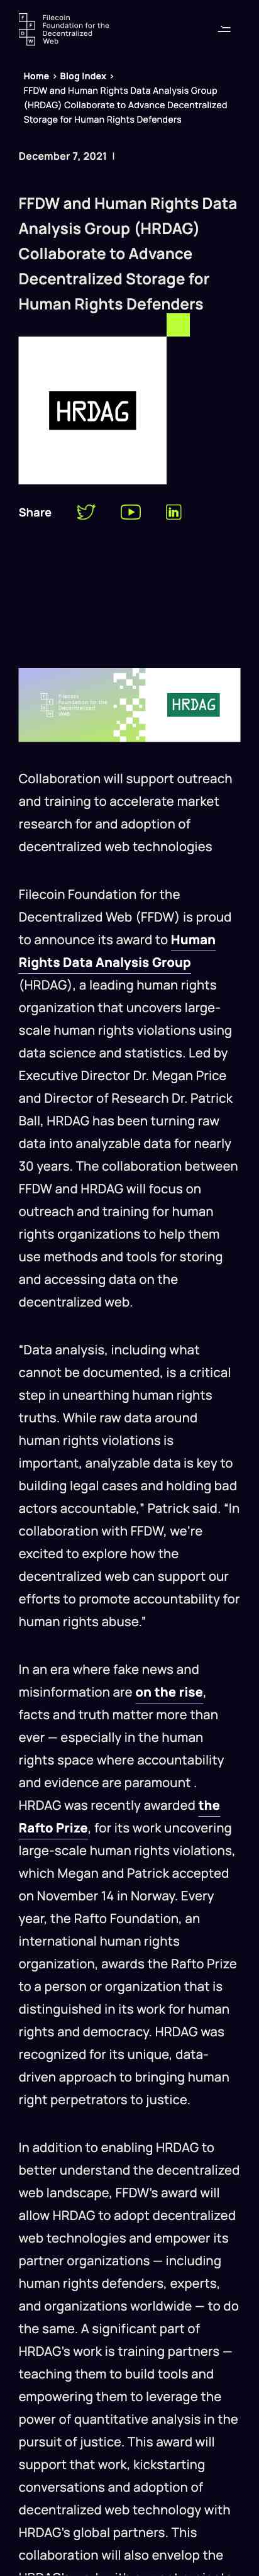 Filecoin
Foundation for the
Decentralized
Web
F
F
D
W
Home > Blog Index >
FFDW and Human Rights Data Analysis Group
(HRDAG) Collaborate to Advance Decentralized
Storage for Human Rights Defenders
December 7, 2021 |
FFDW and Human Rights Data
Analysis Group (HRDAG)
Collaborate to Advance
Decentralized Storage for
Human Rights Defenders
HRDAG
Share
Filecoin
Foundation for the
Decentralized
Web
HRDAG
Collaboration will support outreach
and training to accelerate market
research for and adoption of
decentralized web technologies
Filecoin Foundation for the
Decentralized Web (FFDW) is proud
to announce its award to Human
Rights Data Analysis Group
(HRDAG), a leading human rights
organization that uncovers large-
scale human rights violations using
data science and statistics. Led by
Executive Director Dr. Megan Price
and Director of Research Dr. Patrick
Ball, HRDAG has been turning raw
data into analyzable data for nearly
30 years. The collaboration between
FFDW and HRDAG will focus on
outreach and training for human
rights organizations to help them
use methods and tools for storing
and accessing data on the
decentralized web.
“Data analysis, including what
cannot be documented, is a critical
step in unearthing human rights
truths. While raw data around
human rights violations is
important, analyzable data is key to
building legal cases and holding bad
actors accountable,” Patrick said. “In
collaboration with FFDW, we’re
excited to explore how the
decentralized web can support our
efforts to promote accountability for
human rights abuse.”
In an era where fake news and
misinformation are on the rise,
facts and truth matter more than
ever — especially in the human
rights space where accountability
and evidence are paramount .
HRDAG was recently awarded the
Rafto Prize, for its work uncovering
large-scale human rights violations,
which Megan and Patrick accepted
on November 14 in Norway. Every
year, the Rafto Foundation, an
international human rights
organization, awards the Rafto Prize
to a person or organization that is
distinguished in its work for human
rights and democracy. HRDAG was
recognized for its unique, data-
driven approach to bringing human
right perpetrators to justice.
In addition to enabling HRDAG to
better understand the decentralized
web landscape, FFDW’s award will
allow HRDAG to adopt decentralized
web technologies and empower its
partner organizations — including
human rights defenders, experts,
and organizations worldwide — to do
the same. A significant part of
HRDAG’s work is training partners —
teaching them to build tools and
empowering them to leverage the
power of quantitative analysis in the
pursuit of justice. This award will
support that work, kickstarting
conversations and adoption of
decentralized web technology with
HRDAG’s global partners. This
collaboration will also envelop the